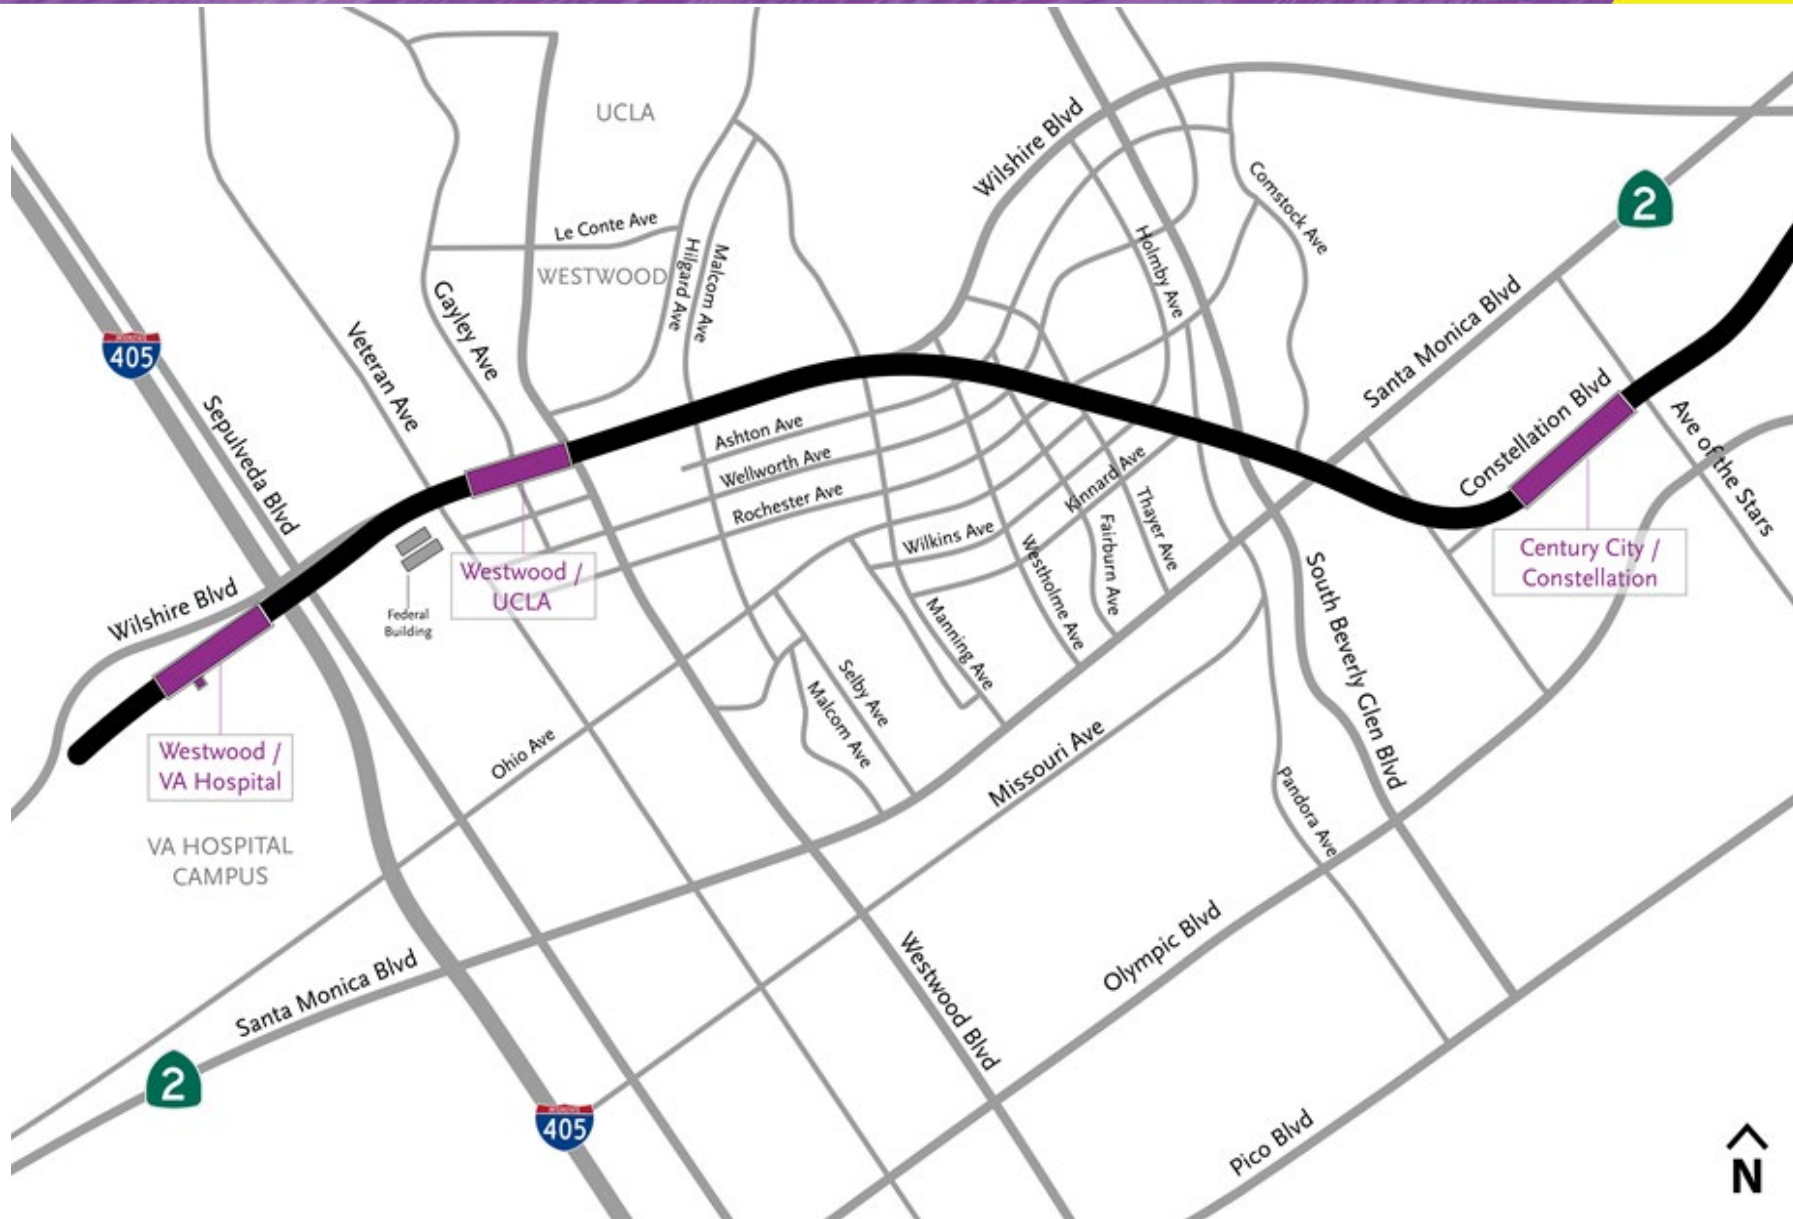 UCLA
Wilshire Blvd
Comstock Ave
2
Le Conte Ave
WESTWOOD
Hilgard Ave
Malcom Ave
Holmby Ave
Gayley Ave
Veteran Ave
405
Sepulveda Blvd
Santa Monica Blvd
Constellation Blvd
Ave of the Stars
Ashton Ave
Wellworth Ave
Rochester Ave
Kinnard Ave
Thayer Ave
Fairburn Ave
Wilkins Ave
Westholme Ave
Century City /
Constellation
Westwood /
UCLA
Federal
Building
Wilshire Blvd
Manning Ave
Selby Ave
Malcom Ave
South Beverly Glen Blvd
Westwood /
VA Hospital
Ohio Ave
Missouri Ave
Pandora Ave
VA HOSPITAL
CAMPUS
Olympic Blvd
Westwood Blvd
Santa Monica Blvd
2
405
Pico Blvd
N